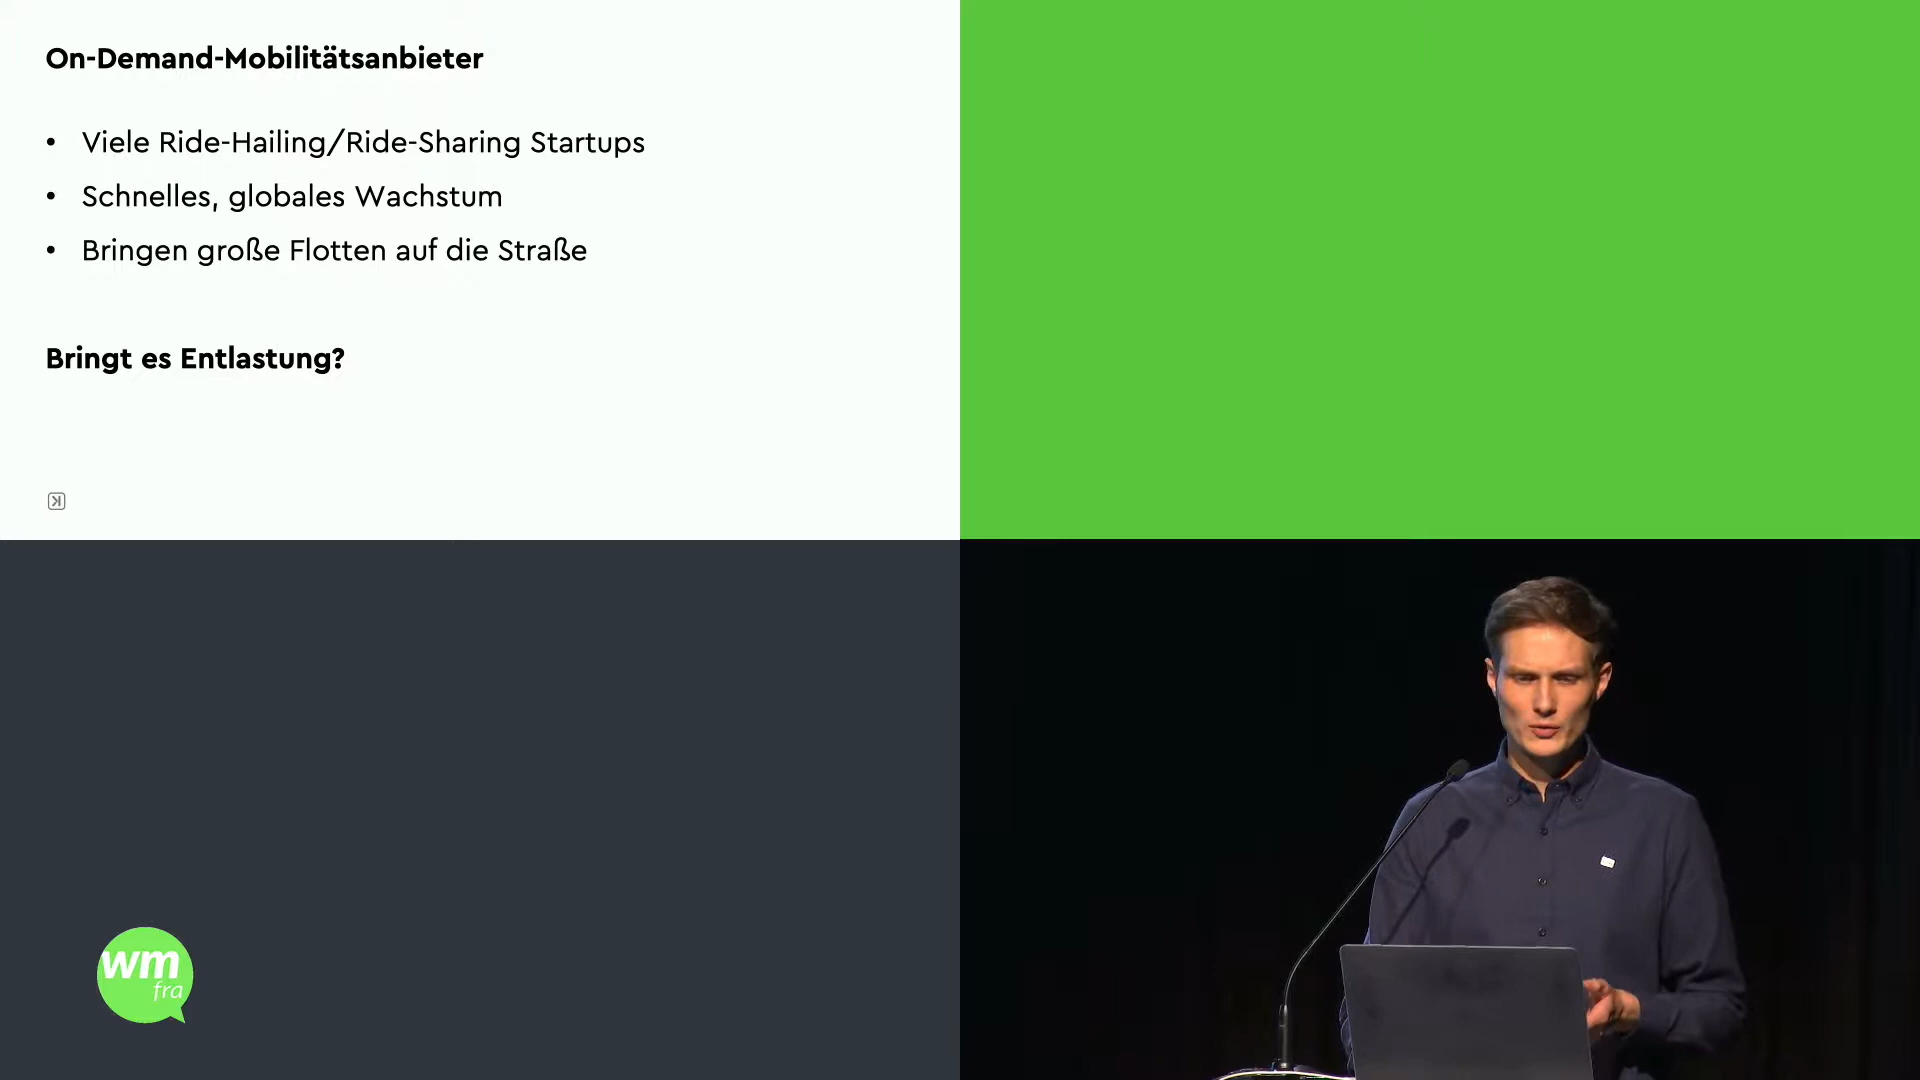 On-Demand-Mobilitätsanbieter
• Viele Ride-Hailing/Ride-Sharing Startups
• Schnelles, globales Wachstum
• Bringen große Flotten auf die Straße
Bringt es Entlastung?
wm
fra